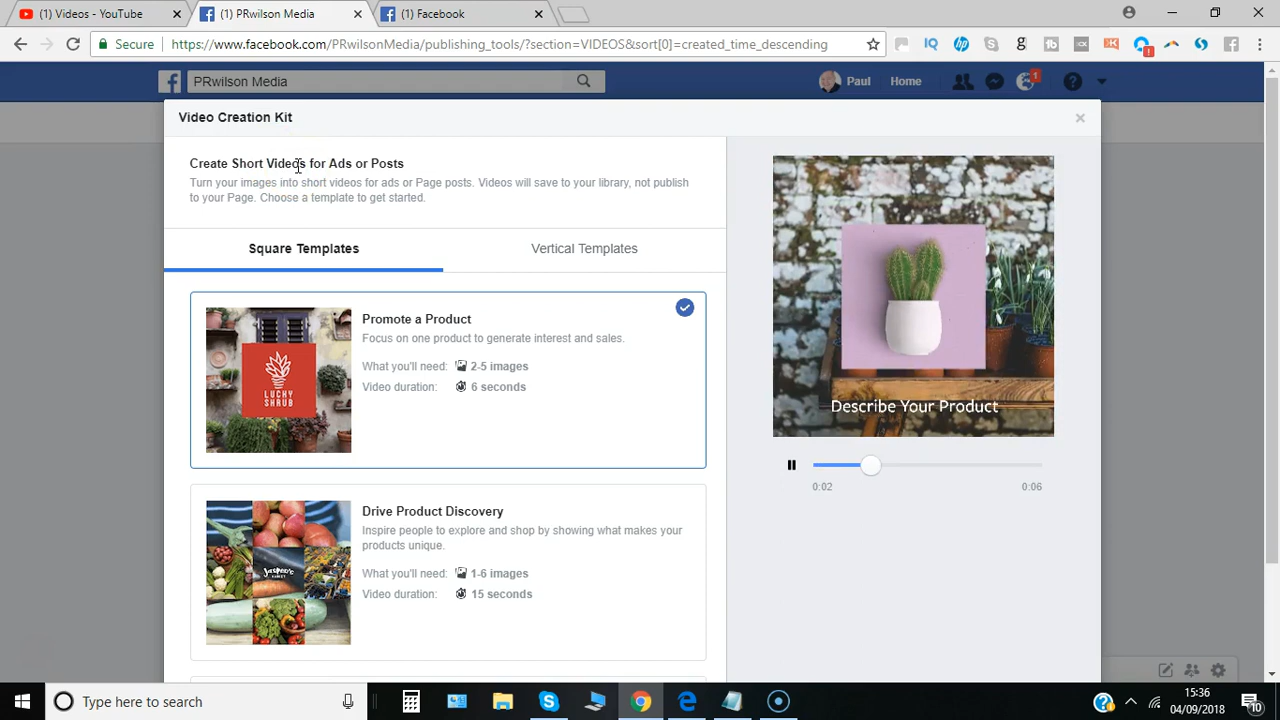 (1) Videos - YouTube
(1) PRwilson Media
(1) Facebook
Secure
https://www.facebook.com/PRwilsonMedia/publishing_tools/?section=VIDEOS&sort[0]=created_time_descending
PRwilson Media
Paul
Home
1
Video Creation Kit
Create Short Videos for Ads or Posts
Turn your images into short videos for ads or Page posts. Videos will save to your library, not publish
to your Page. Choose a template to get started.
Square Templates
Vertical Templates
Promote a Product
Focus on one product to generate interest and sales.
What you'll need: 2-5 images
Video duration: 6 seconds
LUCKY
SHRUB
Drive Product Discovery
Inspire people to explore and shop by showing what makes your
products unique.
What you'll need: 1-6 images
Video duration: 15 seconds
Describe Your Product
0:02
0:06
Type here to search
15:36
04/09/2018
10